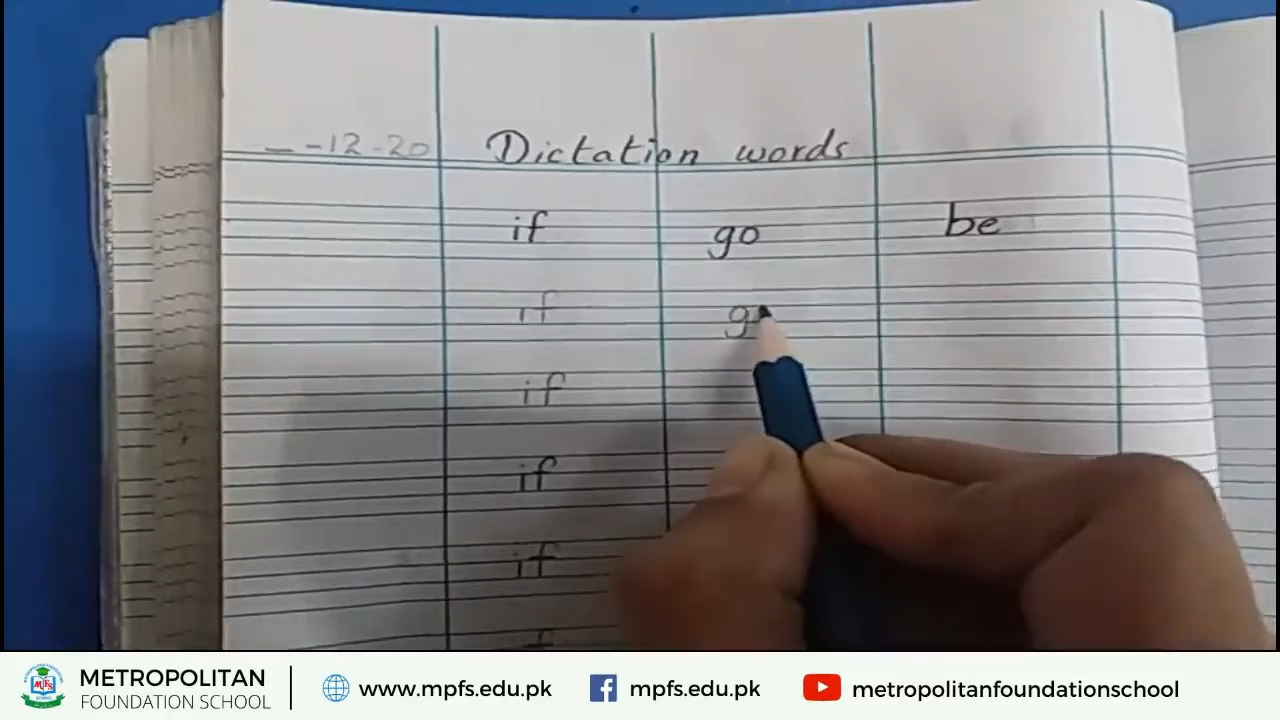 _ -12-20 Dictation words
if go be
if go
if
if
if
METROPOLITAN
FOUNDATION SCHOOL
www.mpfs.edu.pk
mpfs.edu.pk
metropolitanfoundationschool